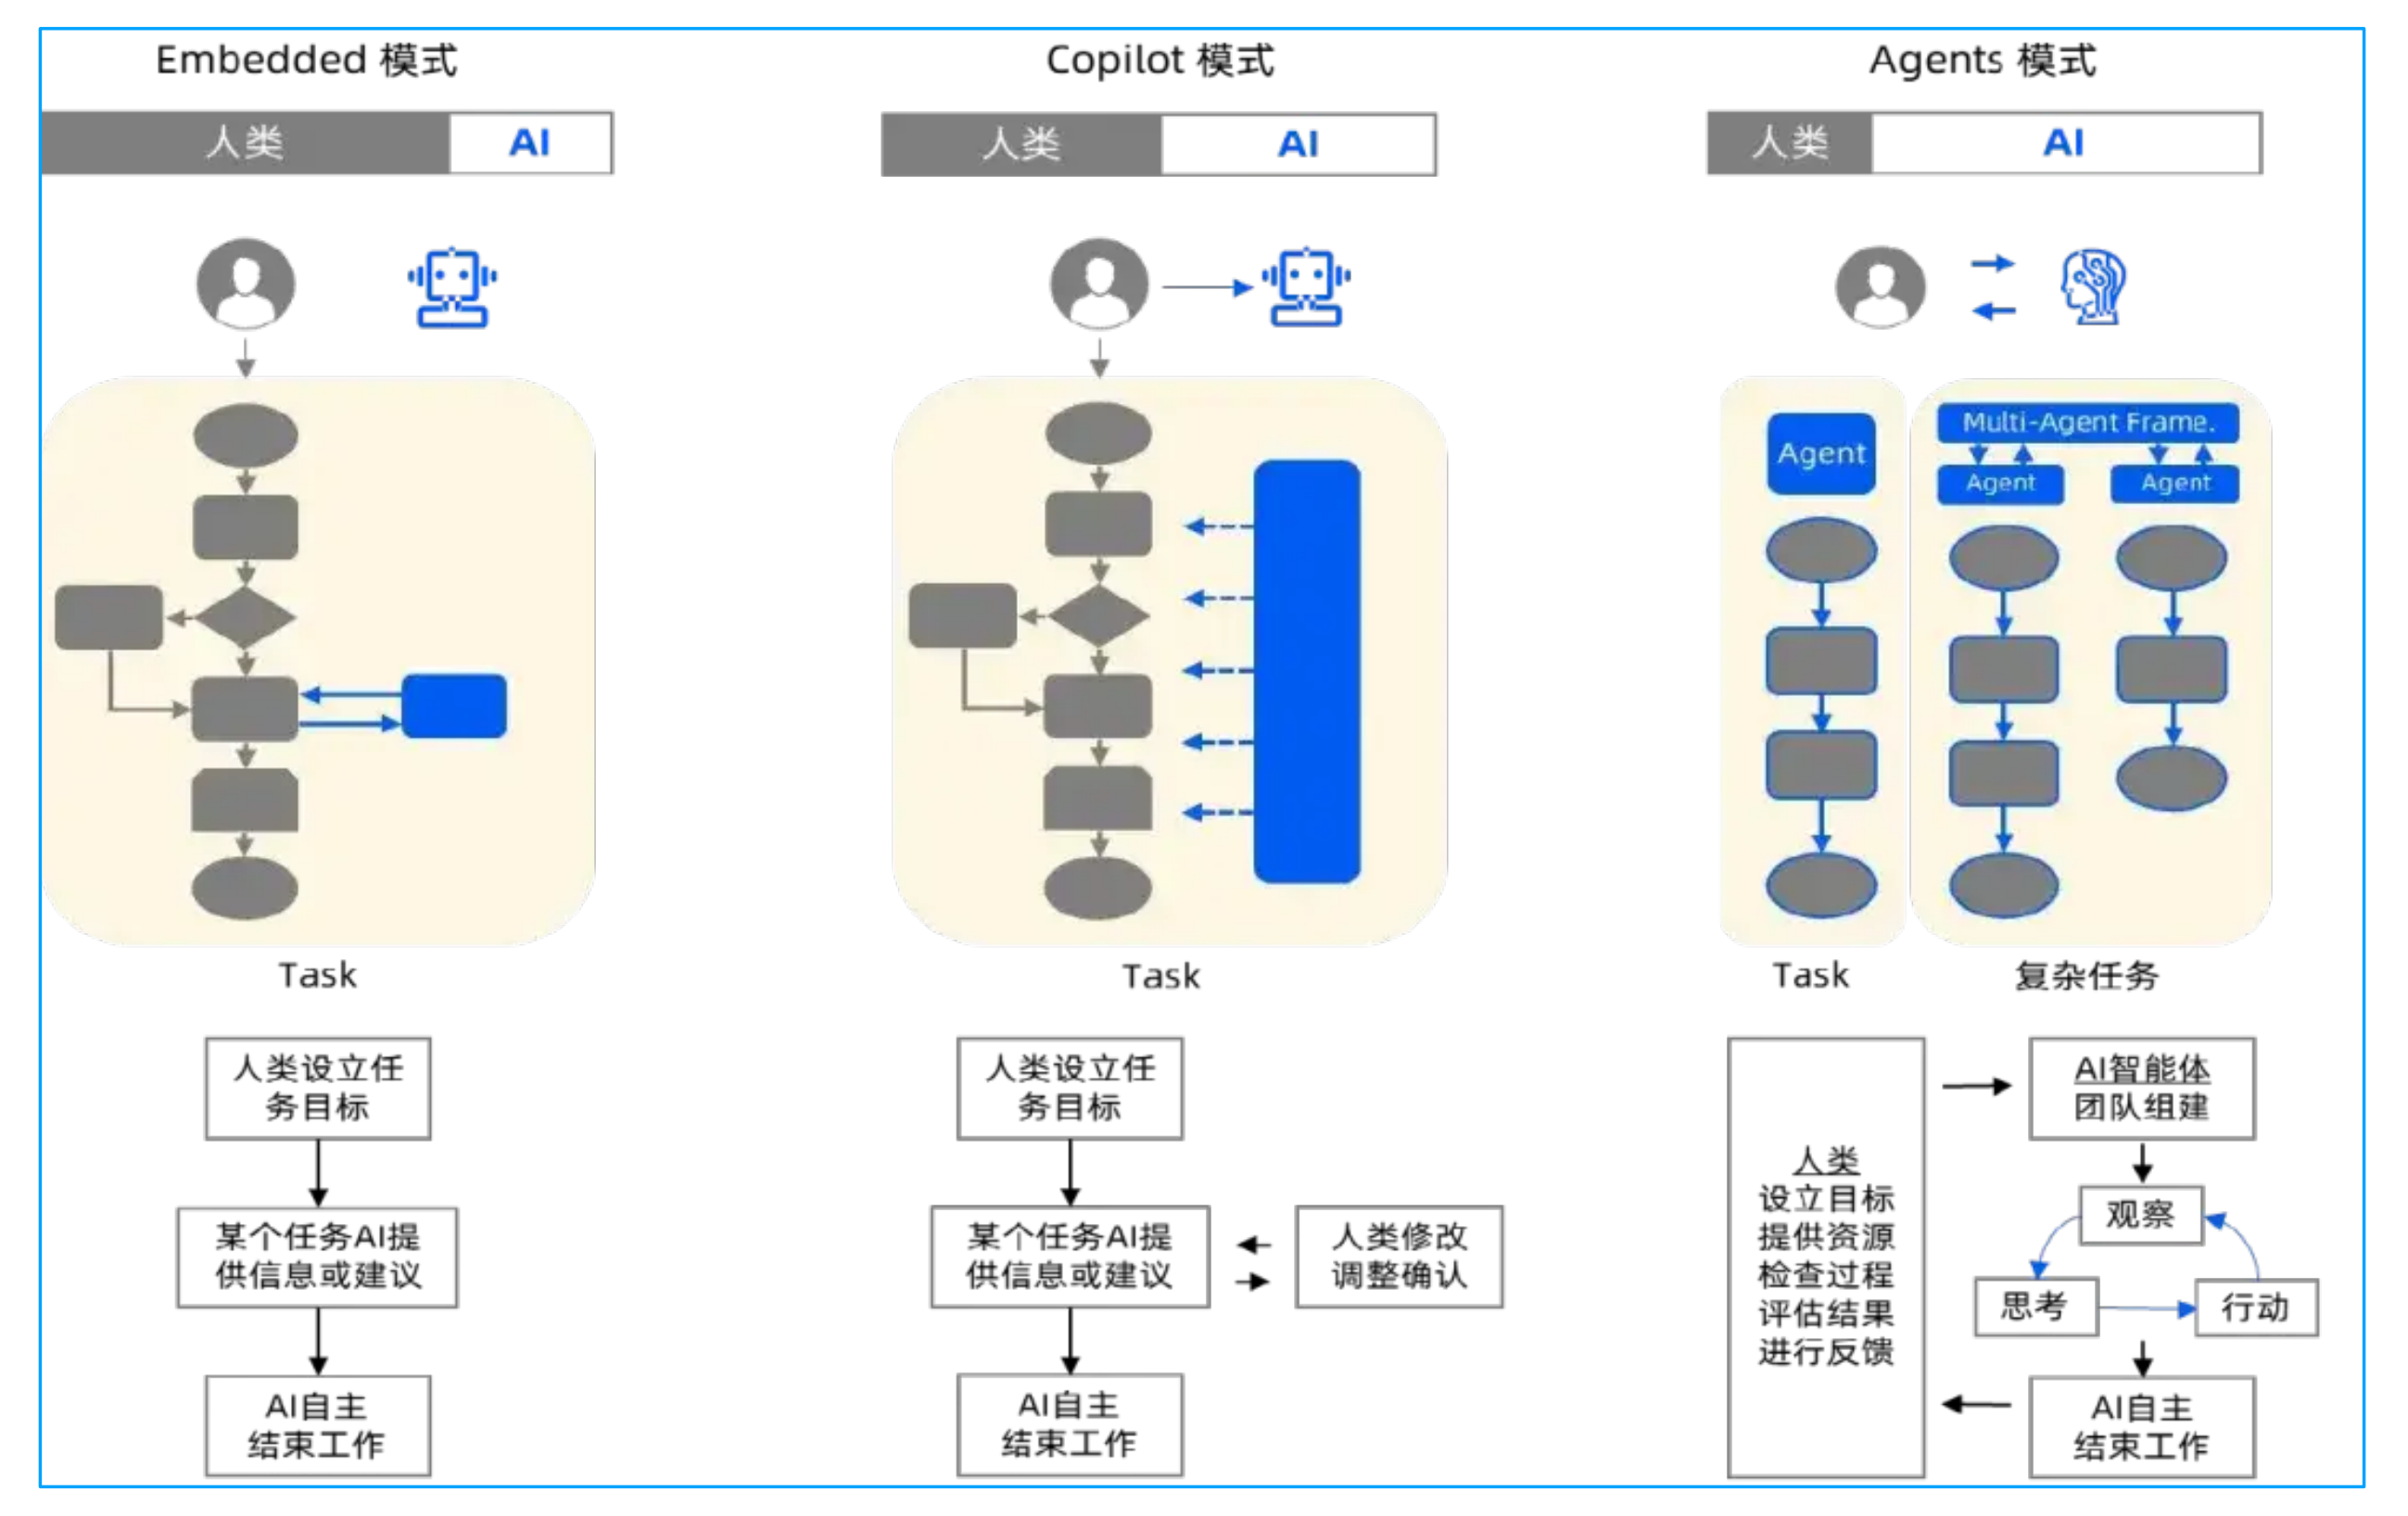 Embedded 模式
人类
AI
Task
人类设立任
务目标
某个任务AI提
供信息或建议
AI自主
结束工作
Copilot 模式
人类
AI
Task
人类设立任
务目标
某个任务AI提
供信息或建议
人类修改
调整确认
AI自主
结束工作
Agents 模式
人类
AI
Agent
Multi-Agent Frame.
Agent
Agent
Task
复杂任务
人类
设立目标
提供资源
检查过程
评估结果
进行反馈
AI智能体
团队组建
观察
思考
行动
AI自主
结束工作